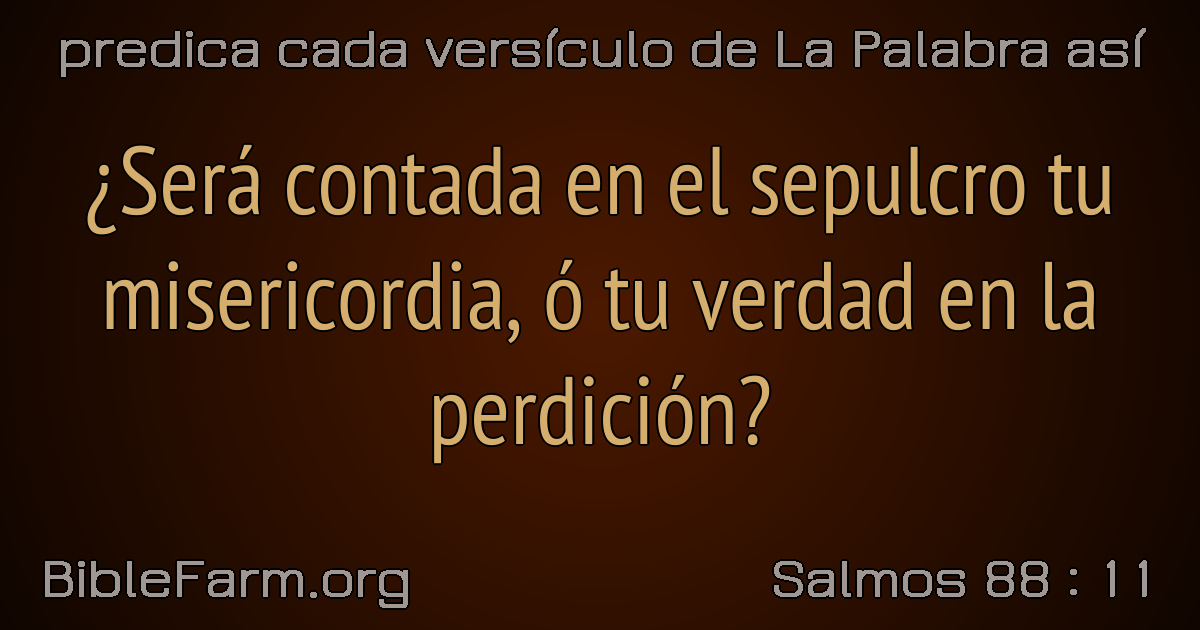 predica cada versículo de La Palabra así
¿Será contada en el sepulcro tu
misericordia, ó tu verdad en la
perdición?
BibleFarm.org
Salmos 88 : 11